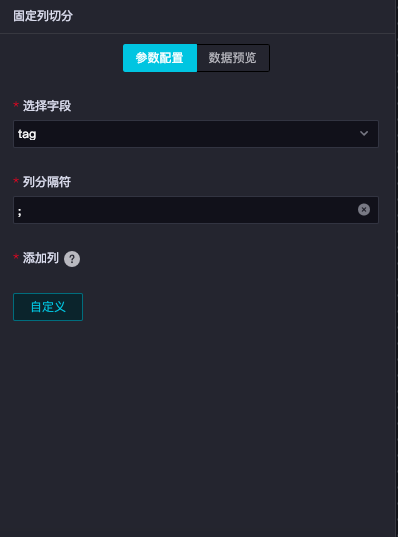 固定列切分
参数配置 数据预览
* 选择字段
tag
* 列分隔符
;
* 添加列 ?
自定义